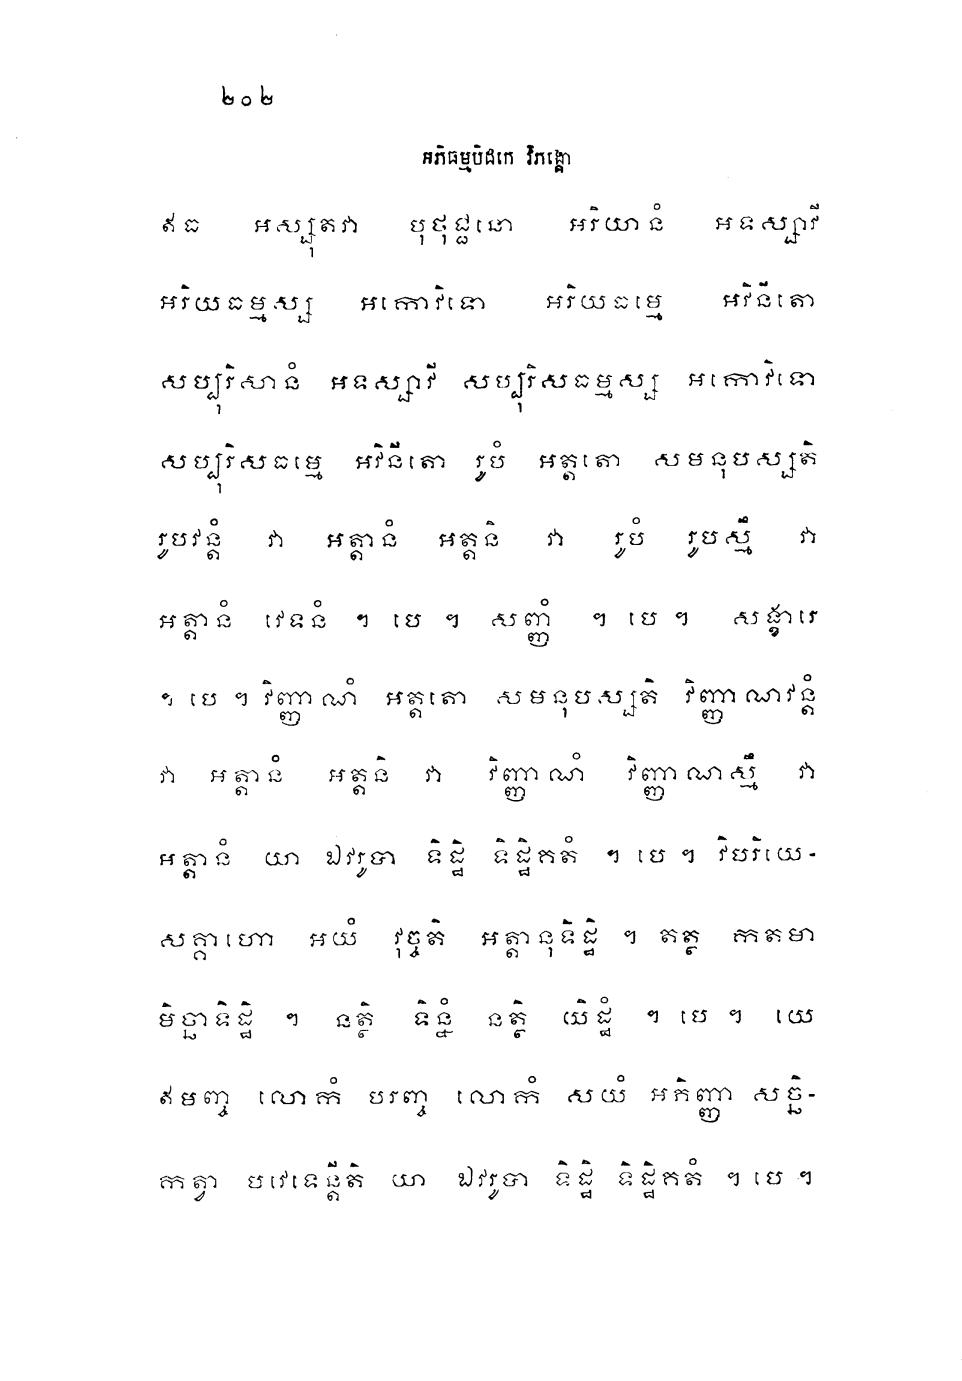 ២០២
អភិធម្មបិដកេ វិភង្គោ
ឥធ អស្សុតវា បុថុជ្ជនោ អរិយានំ អទស្សាវី
អរិយធម្មស្ស អកោវិទោ អរិយធម្មេ អវិនីតោ
សប្បុរិសានំ អទស្សាវី សប្បុរិសធម្មស្ស អកោវិទោ
សប្បុរិសធម្មេ អវិនីតោ រូបំ អត្តតោ សមនុបស្សតិ
រូបវន្តំ វា អត្តានំ អត្តនិ វា រូបំ រូបស្មឹ វា
អត្តានំ វេទនំ ។ បេ ។ សញ្ញំ ។ បេ ។ សង្ខារេ
។ បេ ។ វិញ្ញាណំ អត្តតោ សមនុបស្សតិ វិញ្ញាណវន្តំ
វា អត្តានំ អត្តនិ វា វិញ្ញាណំ វិញ្ញាណស្មឹ វា
អត្តានំ យា ឯវរូបា ទិដ្ឋិ ទិដ្ឋិគតំ ។ បេ ។ វិបរិយេ-
សគ្គាហោ អយំ វុច្ចតិ អត្តានុទិដ្ឋិ ។ តត្ថ កតមា
មិច្ឆាទិដ្ឋិ ។ នត្ថិ ទិន្នំ នត្ថិ យិដ្ឋំ ។ បេ ។ យេ
ឥមញ្ច លោកំ បរញ្ច លោកំ សយំ អភិញ្ញា សច្ឆិ-
កត្វា បវេទេន្តីតិ យា ឯវរូបា ទិដ្ឋិ ទិដ្ឋិគតំ ។ បេ ។